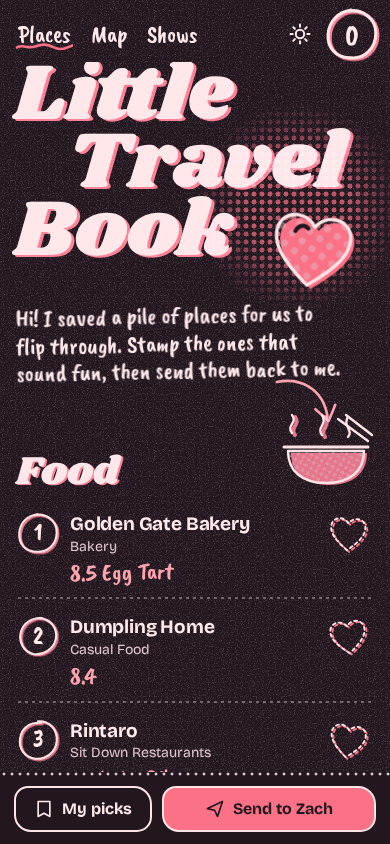 Places Map Shows 0
Little
Travel
Book
Hi! I saved a pile of places for us to
flip through. Stamp the ones that
sound fun, then send them back to me.
Food
1 Golden Gate Bakery
Bakery
8.5 Egg Tart
2 Dumpling Home
Casual Food
8.4
3 Rintaro
Sit Down Restaurants
My picks Send to Zach